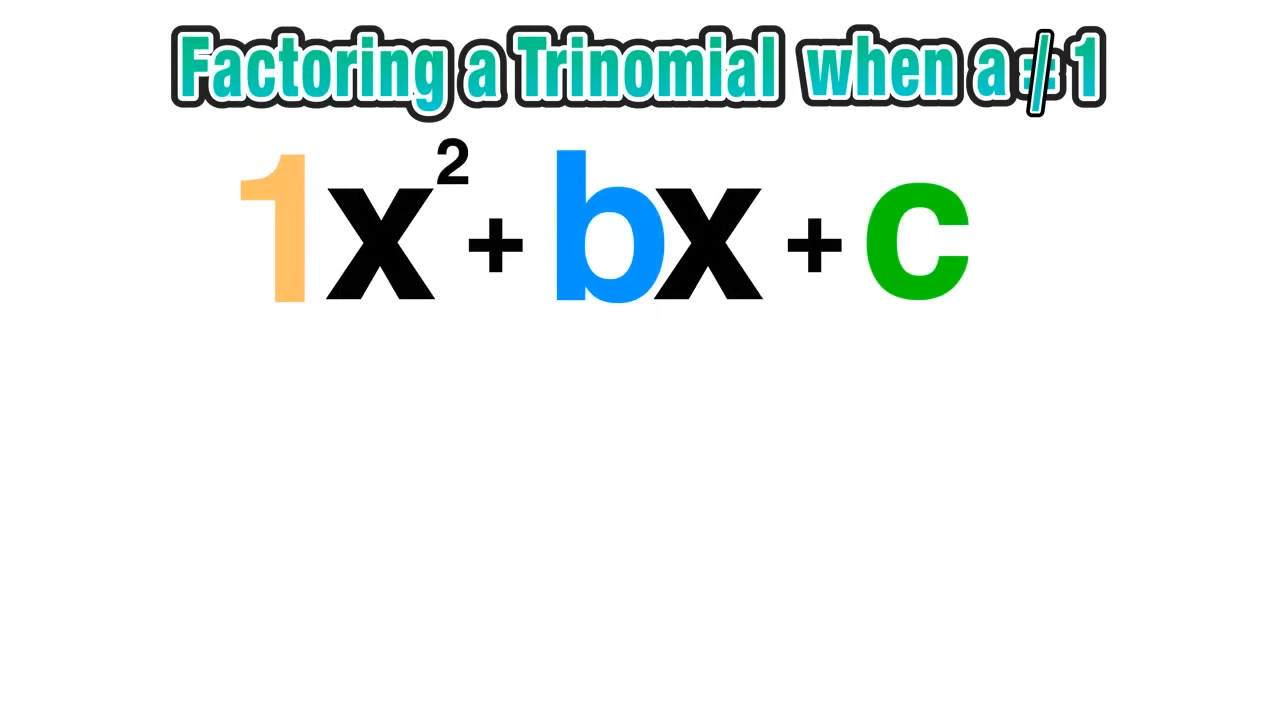 Factoring a Trinomial when a ≠ 1
1x² + bx + c